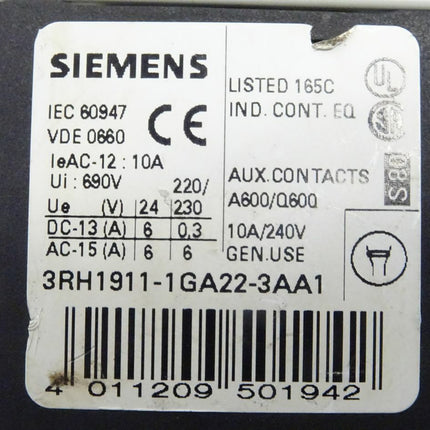 SIEMENS
IEC 60947
VDE 0660
CE
IeAC-12 : 10A
Ui : 690V
220/
Ue (V) 24 230
DC-13 (A) 6 0,3
AC-15 (A) 6 6
LISTED 165C
IND. CONT. EQ
UL
AUX.CONTACTS
A600/Q600
10A/240V
GEN.USE
3RH1911-1GA22-3AA1
4 011209 501942